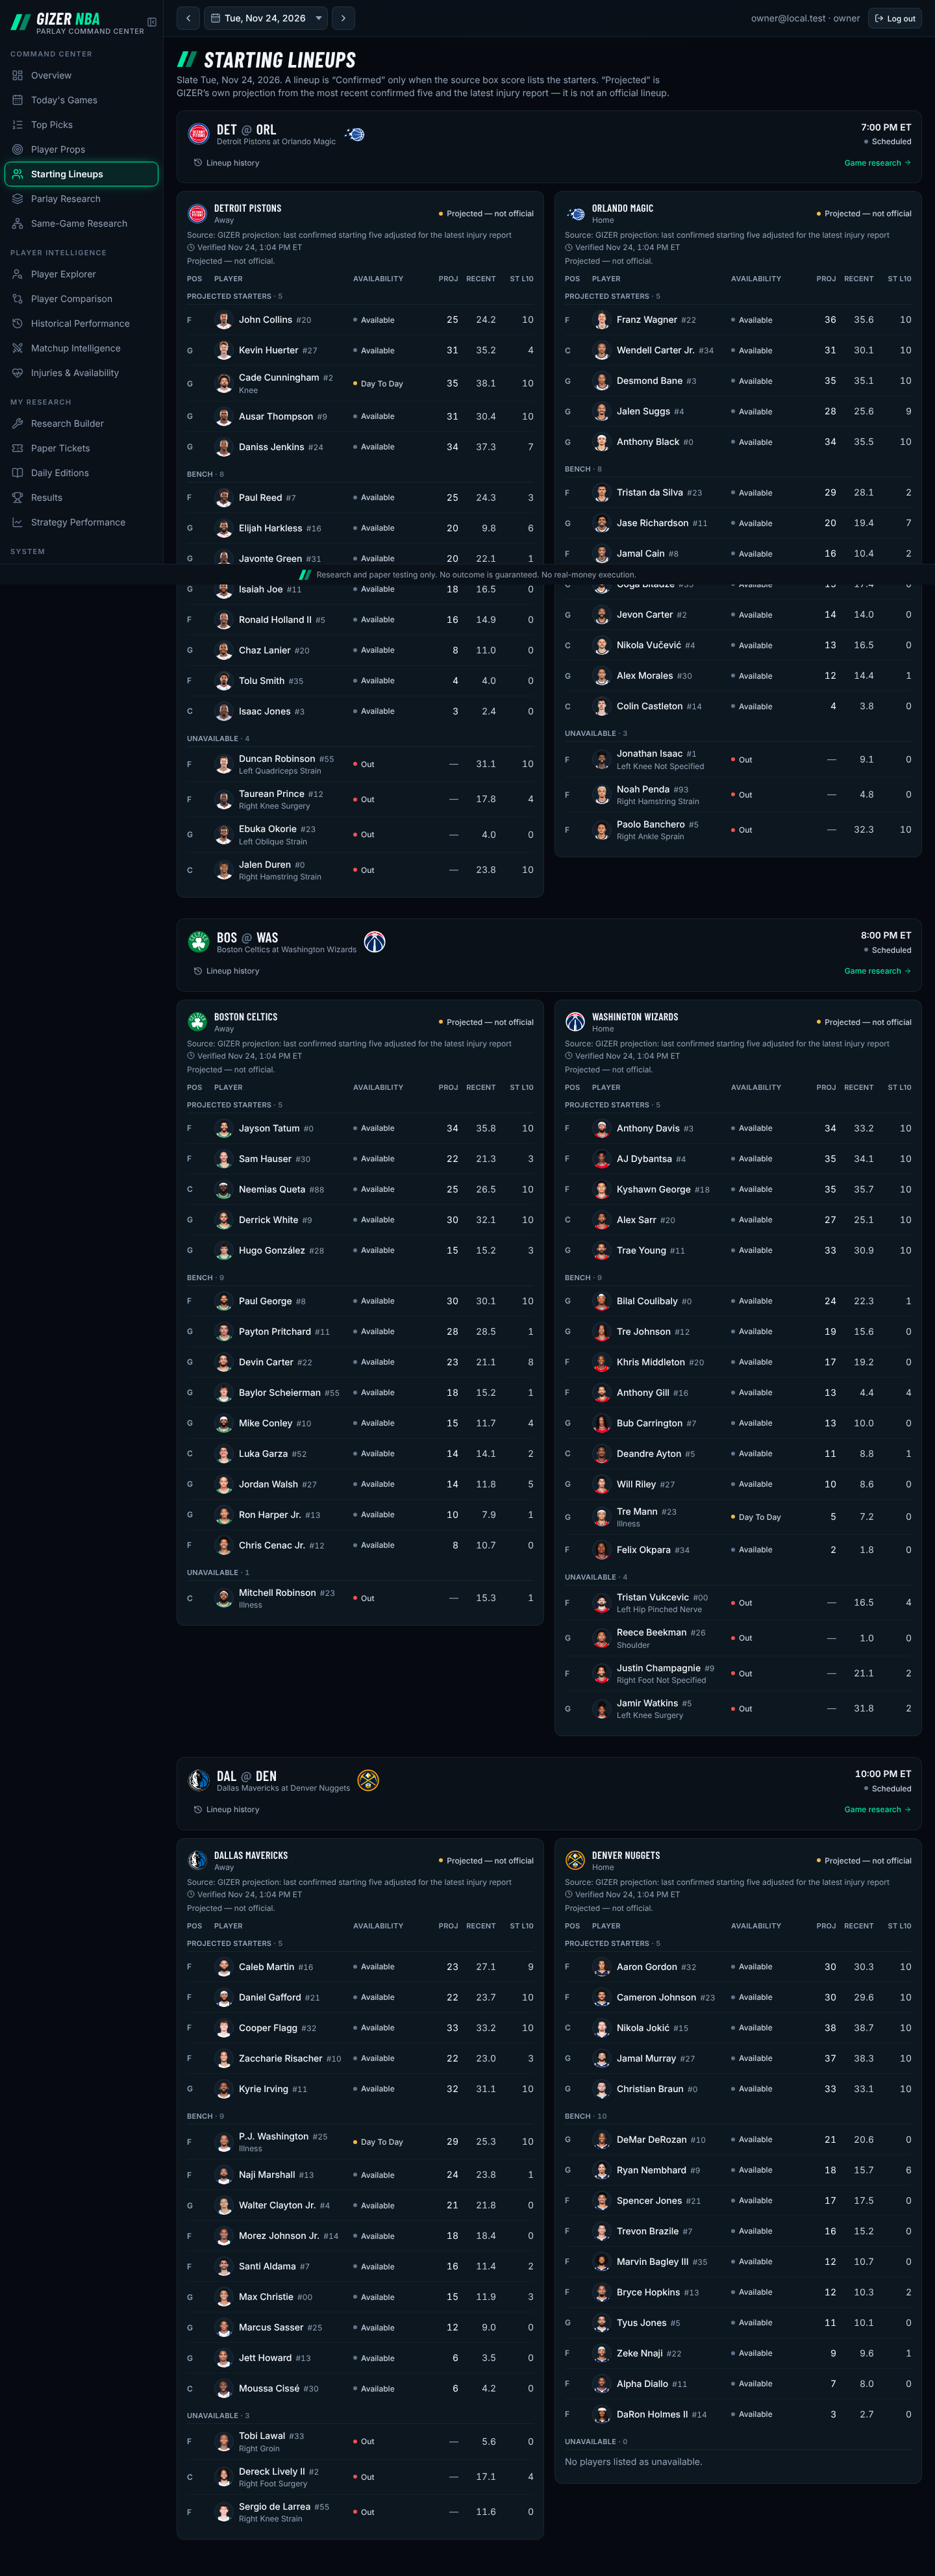 GIZER NBA
PARLAY COMMAND CENTER
COMMAND CENTER
Overview
Today's Games
Top Picks
Player Props
Starting Lineups
Parlay Research
Same-Game Research
PLAYER INTELLIGENCE
Player Explorer
Player Comparison
Historical Performance
Matchup Intelligence
Injuries & Availability
MY RESEARCH
Research Builder
Paper Tickets
Daily Editions
Results
Strategy Performance
SYSTEM
Tue, Nov 24, 2026
owner@local.test · owner
Log out
STARTING LINEUPS
Slate Tue, Nov 24, 2026. A lineup is "Confirmed" only when the source box score lists the starters. "Projected" is
GIZER's own projection from the most recent confirmed five and the latest injury report — it is not an official lineup.
DET @ ORL
Detroit Pistons at Orlando Magic
7:00 PM ET
Scheduled
Lineup history
Game research →
DETROIT PISTONS
Away
Projected — not official
Source: GIZER projection: last confirmed starting five adjusted for the latest injury report
Verified Nov 24, 1:04 PM ET
Projected — not official.
POS PLAYER AVAILABILITY PROJ RECENT ST L10
PROJECTED STARTERS · 5
F John Collins #20 Available 25 24.2 10
G Kevin Huerter #27 Available 31 35.2 4
G Cade Cunningham #2 Day To Day 35 38.1 10
Knee
G Ausar Thompson #9 Available 31 30.4 10
G Daniss Jenkins #24 Available 34 37.3 7
BENCH · 8
F Paul Reed #7 Available 25 24.3 3
G Elijah Harkless #16 Available 20 9.8 6
G Javonte Green #31 Available 20 22.1 1
G Isaiah Joe #11 Available 18 16.5 0
F Ronald Holland II #5 Available 16 14.9 0
G Chaz Lanier #20 Available 8 11.0 0
F Tolu Smith #35 Available 4 4.0 0
C Isaac Jones #3 Available 3 2.4 0
UNAVAILABLE · 4
F Duncan Robinson #55 Out — 31.1 10
Left Quadriceps Strain
F Taurean Prince #12 Out — 17.8 4
Right Knee Surgery
G Ebuka Okorie #23 Out — 4.0 0
Left Oblique Strain
C Jalen Duren #0 Out — 23.8 10
Right Hamstring Strain
ORLANDO MAGIC
Home
Projected — not official
Source: GIZER projection: last confirmed starting five adjusted for the latest injury report
Verified Nov 24, 1:04 PM ET
Projected — not official.
POS PLAYER AVAILABILITY PROJ RECENT ST L10
PROJECTED STARTERS · 5
F Franz Wagner #22 Available 36 35.6 10
C Wendell Carter Jr. #34 Available 31 30.1 10
G Desmond Bane #3 Available 35 35.1 10
G Jalen Suggs #4 Available 28 25.6 9
G Anthony Black #0 Available 34 35.5 10
BENCH · 8
F Tristan da Silva #23 Available 29 28.1 2
G Jase Richardson #11 Available 20 19.4 7
F Jamal Cain #8 Available 16 10.4 2
G Jevon Carter #2 Available 14 14.0 0
C Nikola Vučević #4 Available 13 16.5 0
G Alex Morales #30 Available 12 14.4 1
C Colin Castleton #14 Available 4 3.8 0
UNAVAILABLE · 3
F Jonathan Isaac #1 Out — 9.1 0
Left Knee Not Specified
F Noah Penda #93 Out — 4.8 0
Right Hamstring Strain
F Paolo Banchero #5 Out — 32.3 10
Right Ankle Sprain
Research and paper testing only. No outcome is guaranteed. No real-money execution.
BOS @ WAS
Boston Celtics at Washington Wizards
8:00 PM ET
Scheduled
Lineup history
Game research →
BOSTON CELTICS
Away
Projected — not official
Source: GIZER projection: last confirmed starting five adjusted for the latest injury report
Verified Nov 24, 1:04 PM ET
Projected — not official.
POS PLAYER AVAILABILITY PROJ RECENT ST L10
PROJECTED STARTERS · 5
F Jayson Tatum #0 Available 34 35.8 10
F Sam Hauser #30 Available 22 21.3 3
C Neemias Queta #88 Available 25 26.5 10
G Derrick White #9 Available 30 32.1 10
G Hugo González #28 Available 15 15.2 3
BENCH · 9
F Paul George #8 Available 30 30.1 10
G Payton Pritchard #11 Available 28 28.5 1
G Devin Carter #22 Available 23 21.1 8
G Baylor Scheierman #55 Available 18 15.2 1
G Mike Conley #10 Available 15 11.7 4
C Luka Garza #52 Available 14 14.1 2
G Jordan Walsh #27 Available 14 11.8 5
G Ron Harper Jr. #13 Available 10 7.9 1
F Chris Cenac Jr. #12 Available 8 10.7 0
UNAVAILABLE · 1
C Mitchell Robinson #23 Out — 15.3 1
Illness
WASHINGTON WIZARDS
Home
Projected — not official
Source: GIZER projection: last confirmed starting five adjusted for the latest injury report
Verified Nov 24, 1:04 PM ET
Projected — not official.
POS PLAYER AVAILABILITY PROJ RECENT ST L10
PROJECTED STARTERS · 5
F Anthony Davis #3 Available 34 33.2 10
F AJ Dybantsa #4 Available 35 34.1 10
F Kyshawn George #18 Available 35 35.7 10
C Alex Sarr #20 Available 27 25.1 10
G Trae Young #11 Available 33 30.9 10
BENCH · 9
G Bilal Coulibaly #0 Available 24 22.3 1
G Tre Johnson #12 Available 19 15.6 0
F Khris Middleton #20 Available 17 19.2 0
F Anthony Gill #16 Available 13 4.4 4
G Bub Carrington #7 Available 13 10.0 0
C Deandre Ayton #5 Available 11 8.8 1
G Will Riley #27 Available 10 8.6 0
G Tre Mann #23 Day To Day 5 7.2 0
Illness
F Felix Okpara #34 Available 2 1.8 0
UNAVAILABLE · 4
F Tristan Vukcevic #00 Out — 16.5 4
Left Hip Pinched Nerve
G Reece Beekman #26 Out — 1.0 0
Shoulder
F Justin Champagnie #9 Out — 21.1 2
Right Foot Not Specified
G Jamir Watkins #5 Out — 31.8 2
Left Knee Surgery
DAL @ DEN
Dallas Mavericks at Denver Nuggets
10:00 PM ET
Scheduled
Lineup history
Game research →
DALLAS MAVERICKS
Away
Projected — not official
Source: GIZER projection: last confirmed starting five adjusted for the latest injury report
Verified Nov 24, 1:04 PM ET
Projected — not official.
POS PLAYER AVAILABILITY PROJ RECENT ST L10
PROJECTED STARTERS · 5
F Caleb Martin #16 Available 23 27.1 9
F Daniel Gafford #21 Available 22 23.7 10
F Cooper Flagg #32 Available 33 33.2 10
F Zaccharie Risacher #10 Available 22 23.0 3
G Kyrie Irving #11 Available 32 31.1 10
BENCH · 9
F P.J. Washington #25 Day To Day 29 25.3 10
Illness
F Naji Marshall #13 Available 24 23.8 1
G Walter Clayton Jr. #4 Available 21 21.8 0
F Morez Johnson Jr. #14 Available 18 18.4 0
F Santi Aldama #7 Available 16 11.4 2
G Max Christie #00 Available 15 11.9 3
G Marcus Sasser #25 Available 12 9.0 0
G Jett Howard #13 Available 6 3.5 0
C Moussa Cissé #30 Available 6 4.2 0
UNAVAILABLE · 3
F Tobi Lawal #33 Out — 5.6 0
Right Groin
C Dereck Lively II #2 Out — 17.1 4
Right Foot Surgery
F Sergio de Larrea #55 Out — 11.6 0
Right Knee Strain
DENVER NUGGETS
Home
Projected — not official
Source: GIZER projection: last confirmed starting five adjusted for the latest injury report
Verified Nov 24, 1:04 PM ET
Projected — not official.
POS PLAYER AVAILABILITY PROJ RECENT ST L10
PROJECTED STARTERS · 5
F Aaron Gordon #32 Available 30 30.3 10
F Cameron Johnson #23 Available 30 29.6 10
C Nikola Jokić #15 Available 38 38.7 10
G Jamal Murray #27 Available 37 38.3 10
G Christian Braun #0 Available 33 33.1 10
BENCH · 10
G DeMar DeRozan #10 Available 21 20.6 0
G Ryan Nembhard #9 Available 18 15.7 6
F Spencer Jones #21 Available 17 17.5 0
F Trevon Brazile #7 Available 16 15.2 0
F Marvin Bagley III #35 Available 12 10.7 0
F Bryce Hopkins #13 Available 12 10.3 2
G Tyus Jones #5 Available 11 10.1 0
F Zeke Nnaji #22 Available 9 9.6 1
F Alpha Diallo #11 Available 7 8.0 0
F DaRon Holmes II #14 Available 3 2.7 0
UNAVAILABLE · 0
No players listed as unavailable.